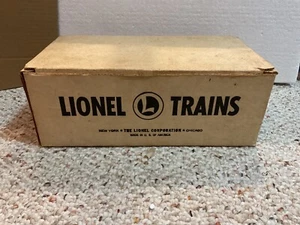 LIONEL L TRAINS
NEW YORK • THE LIONEL CORPORATION • CHICAGO
MADE IN U. S. OF AMERICA